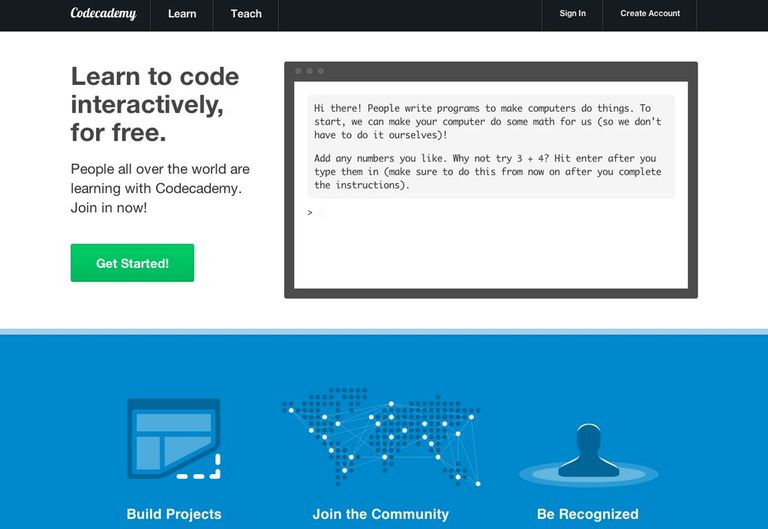 Codecademy
Learn
Teach
Sign In
Create Account
Learn to code
interactively,
for free.
People all over the world are
learning with Codecademy.
Join in now!
Get Started!
Hi there! People write programs to make computers do things. To
start, we can make your computer do some math for us (so we don't
have to do it ourselves)!
Add any numbers you like. Why not try 3 + 4? Hit enter after you
type them in (make sure to do this from now on after you complete
the instructions).
>
Build Projects
Join the Community
Be Recognized